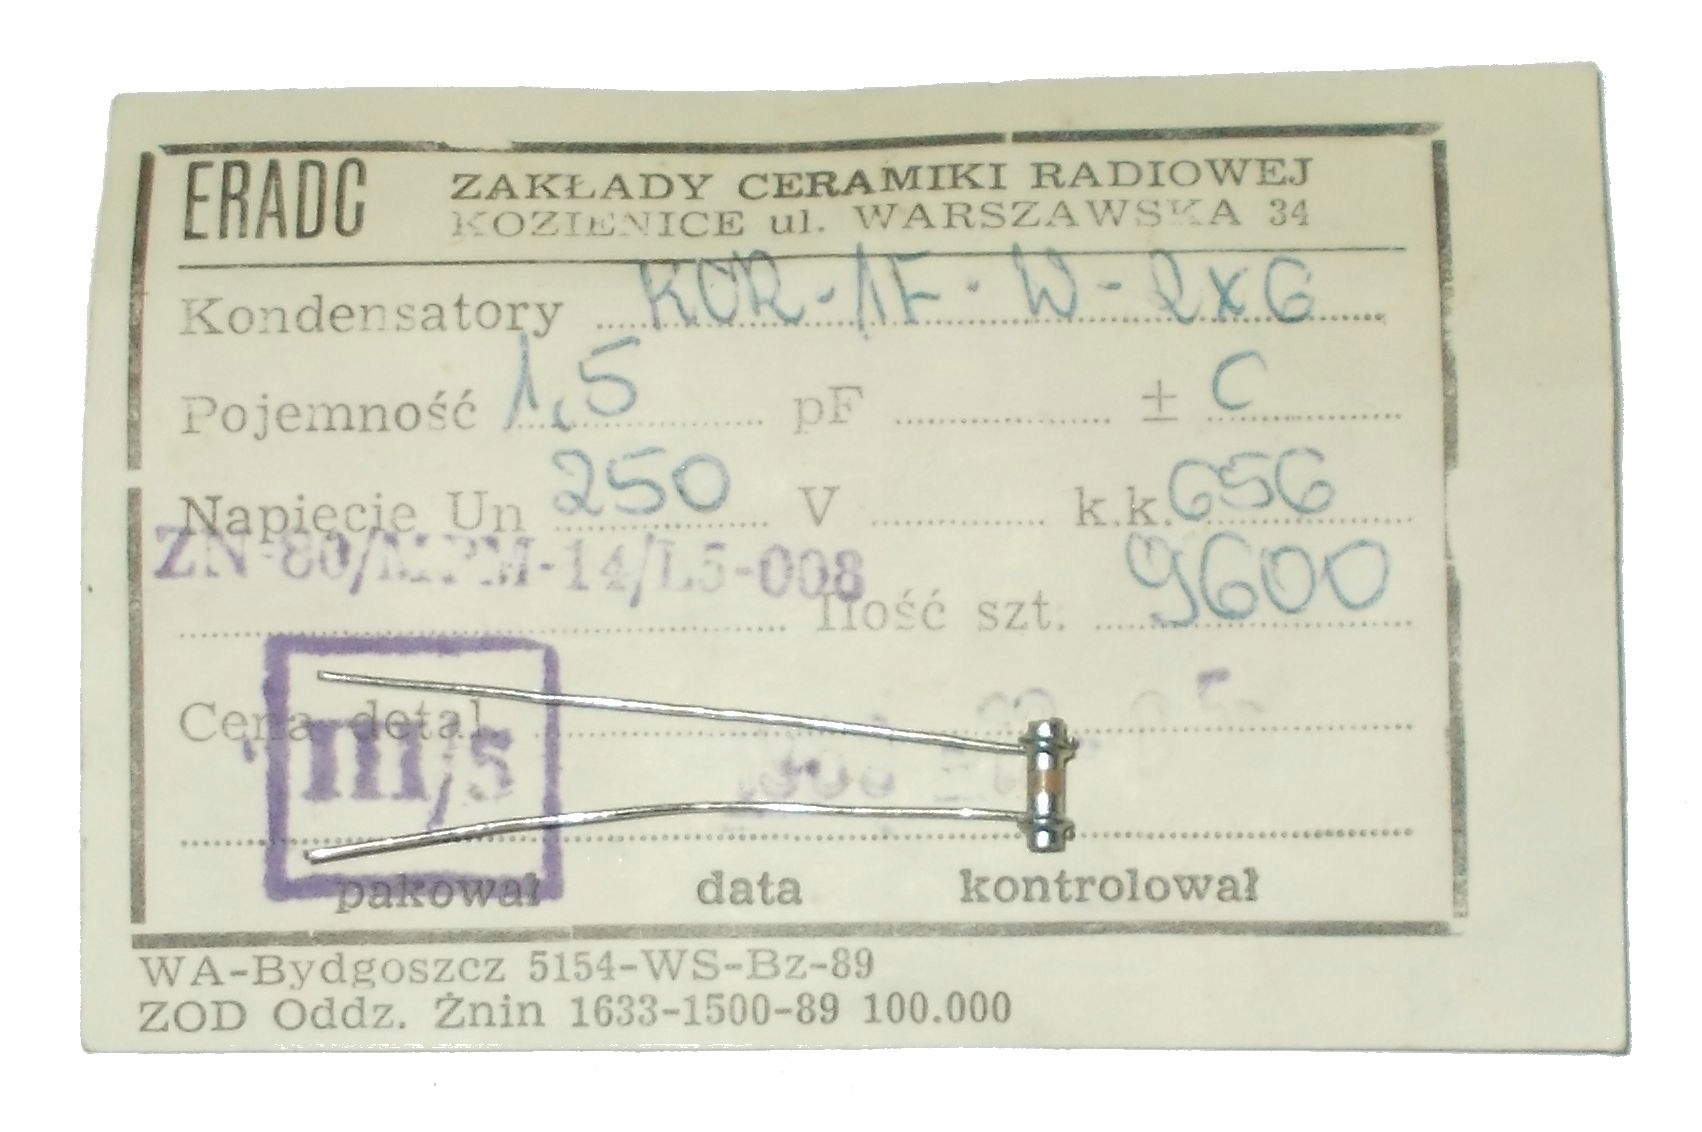 ERADC ZAKŁADY CERAMIKI RADIOWEJ
KOZIENICE ul. WARSZAWSKA 34
Kondensatory KCR-1F-W-2x6
Pojemność 1,5 pF ± C
Napięcie Un 250 V k.k. 656
ZN-80/MPM-14/L5-008
Ilość szt. 9600
Cena detal.
III/5
pakował data kontrolował
WA-Bydgoszcz 5154-WS-Bz-89
ZOD Oddz. Żnin 1633-1500-89 100.000